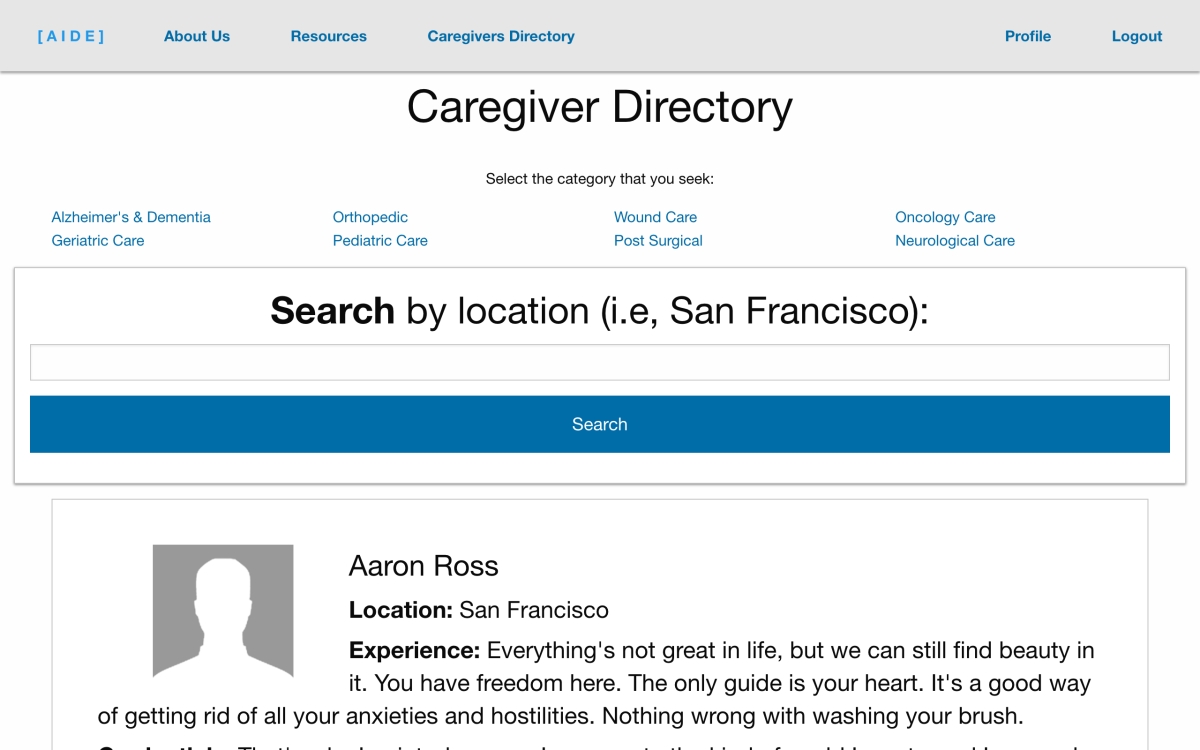 [AIDE] About Us Resources Caregivers Directory Profile Logout
Caregiver Directory
Select the category that you seek:
Alzheimer's & Dementia Orthopedic Wound Care Oncology Care
Geriatric Care Pediatric Care Post Surgical Neurological Care
Search by location (i.e, San Francisco):
Search
Aaron Ross
Location: San Francisco
Experience: Everything's not great in life, but we can still find beauty in
it. You have freedom here. The only guide is your heart. It's a good way
of getting rid of all your anxieties and hostilities. Nothing wrong with washing your brush.